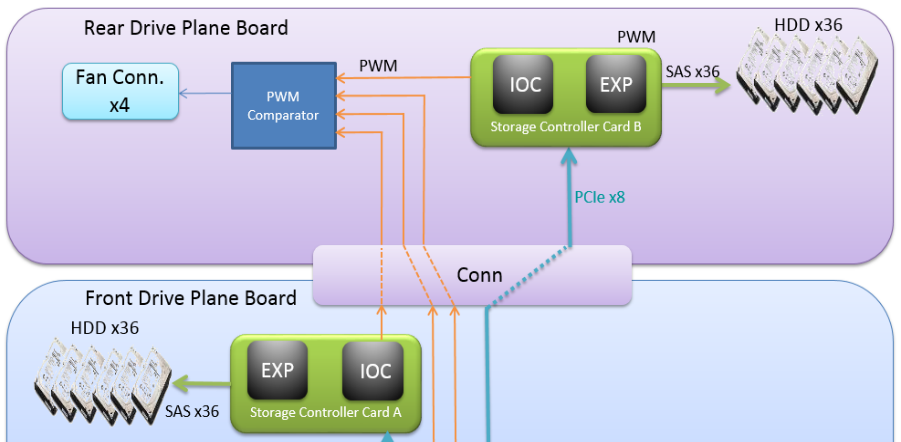 Rear Drive Plane Board
HDD x36
PWM
Fan Conn.
x4
PWM
PWM
Comparator
IOC
EXP
SAS x36
Storage Controller Card B
PCIe x8
Conn
Front Drive Plane Board
HDD x36
EXP
IOC
SAS x36
Storage Controller Card A